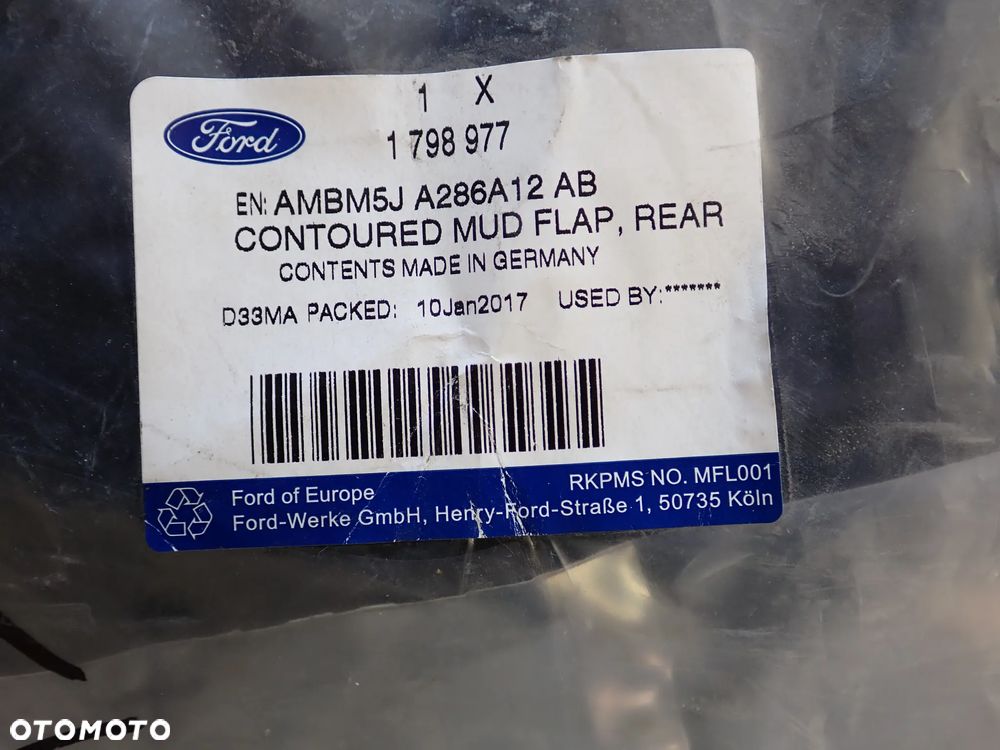 1 X
Ford
1 798 977
EN: AMBM5J A286A12 AB
CONTOURED MUD FLAP, REAR
CONTENTS MADE IN GERMANY
D33MA PACKED: 10Jan2017 USED BY:*******
RKPMS NO. MFL001
Ford of Europe
Ford-Werke GmbH, Henry-Ford-Straße 1, 50735 Köln
OTOMOTO